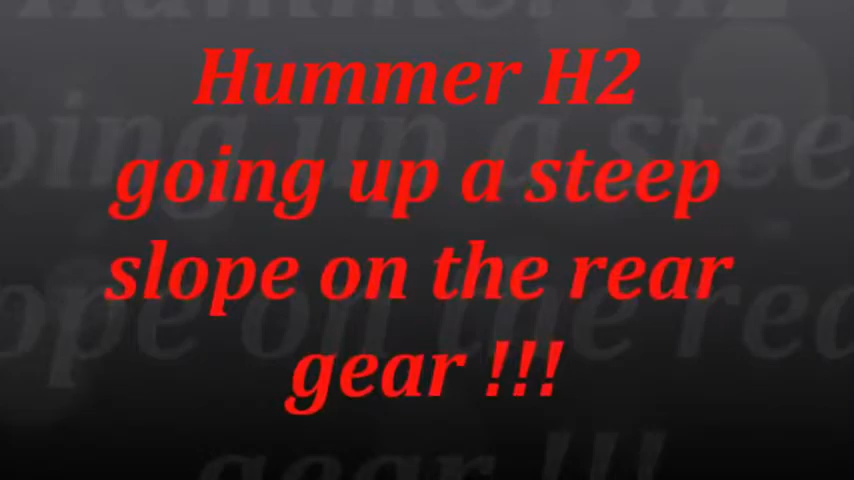 Hummer H2
going up a steep
slope on the rear
gear !!!